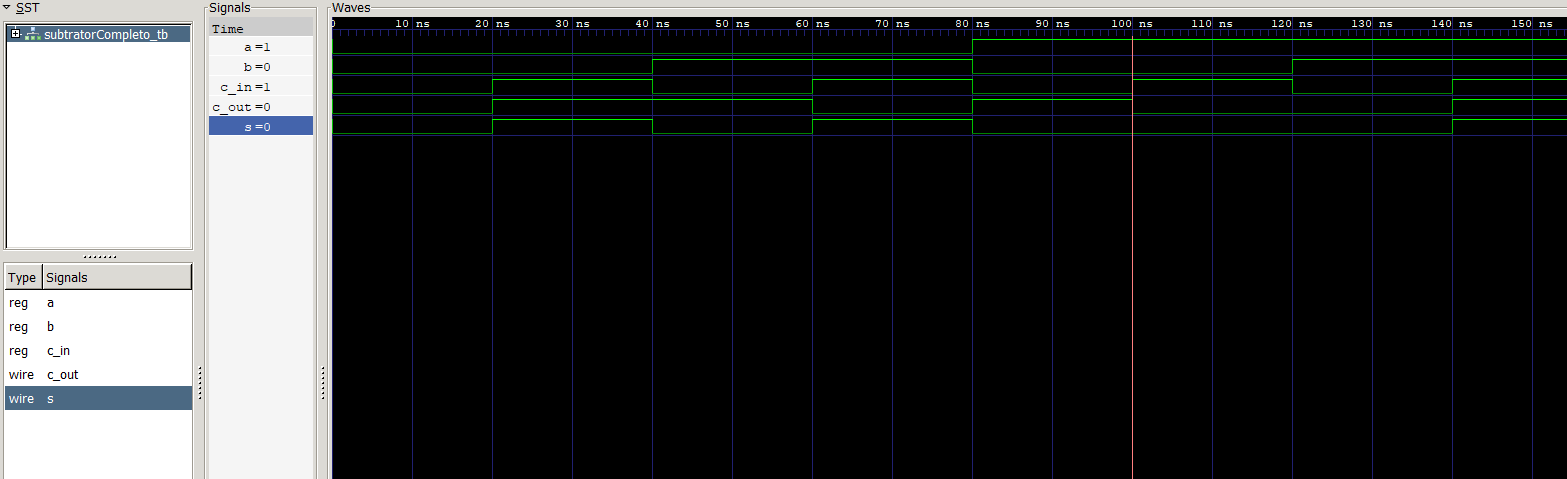 SST
Signals
Waves
subtratorCompleto_tb
Time
0 10 ns 20 ns 30 ns 40 ns 50 ns 60 ns 70 ns 80 ns 90 ns 100 ns 110 ns 120 ns 130 ns 140 ns 150 ns
a=1
b=0
c_in=1
c_out=0
s=0
Type Signals
reg a
reg b
reg c_in
wire c_out
wire s